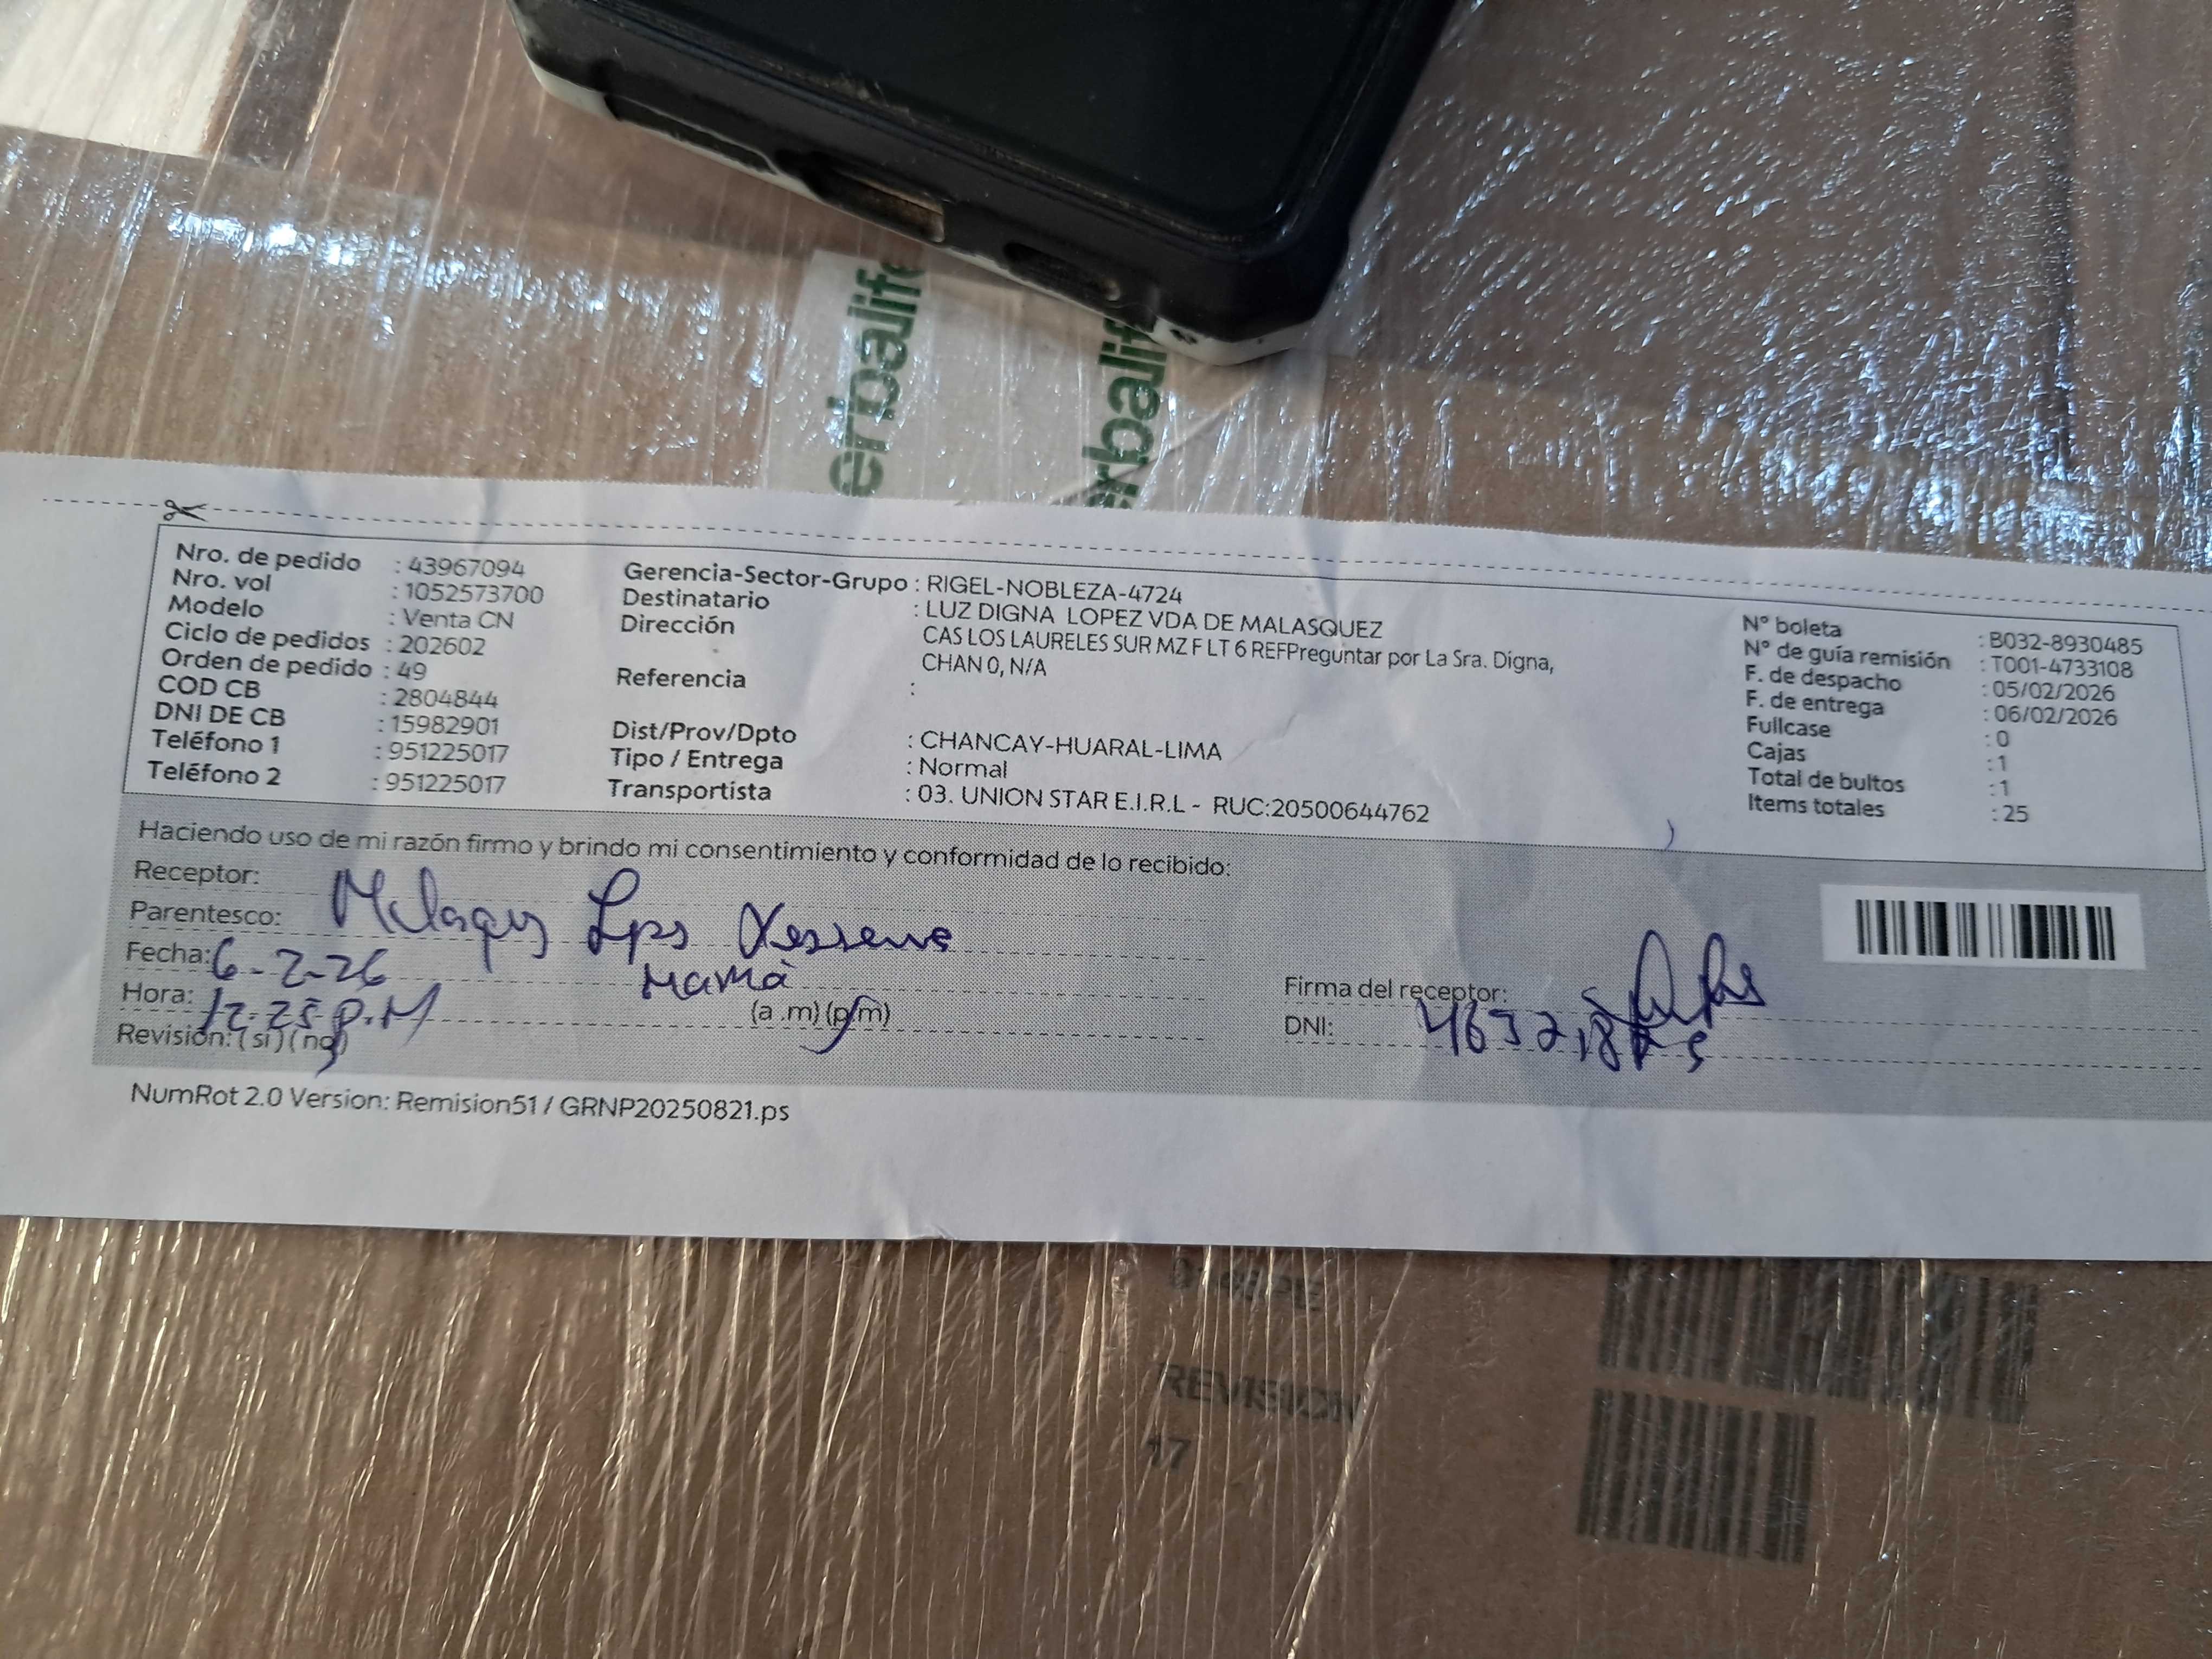 erbalife
erbalife
Nro. de pedido : 43967094
Nro. vol : 1052573700
Modelo : Venta CN
Ciclo de pedidos : 202602
Orden de pedido : 49
COD CB : 2804844
DNI DE CB : 15982901
Teléfono 1 : 951225017
Teléfono 2 : 951225017
Gerencia-Sector-Grupo : RIGEL-NOBLEZA-4724
Destinatario : LUZ DIGNA LOPEZ VDA DE MALASQUEZ
Dirección CAS LOS LAURELES SUR MZ F LT 6 REFPreguntar por La Sra. Digna,
CHAN 0, N/A
Referencia :
Dist/Prov/Dpto : CHANCAY-HUARAL-LIMA
Tipo / Entrega : Normal
Transportista : 03. UNION STAR E.I.R.L - RUC:20500644762
N° boleta : B032-8930485
N° de guía remisión : T001-4733108
F. de despacho : 05/02/2026
F. de entrega : 06/02/2026
Fullcase : 0
Cajas : 1
Total de bultos : 1
Items totales : 25
Haciendo uso de mi razón firmo y brindo mi consentimiento y conformidad de lo recibido:
Receptor:
Parentesco: mamá
Fecha: 6-2-26
Hora: 12:25 p.M (a .m) (p.m)
Revisión: ( si ) ( no )
Firma del receptor:
DNI:
NumRot 2.0 Version: Remision51 / GRNP20250821.ps
REVISION
17